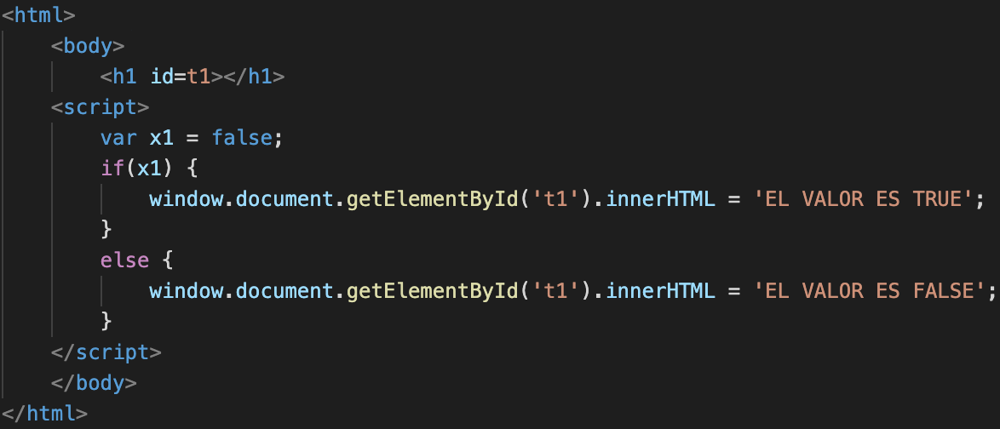 <html>
    <body>
        <h1 id=t1></h1>
    <script>
        var x1 = false;
        if(x1) {
            window.document.getElementById('t1').innerHTML = 'EL VALOR ES TRUE';
        }
        else {
            window.document.getElementById('t1').innerHTML = 'EL VALOR ES FALSE';
        }
    </script>
    </body>
</html>